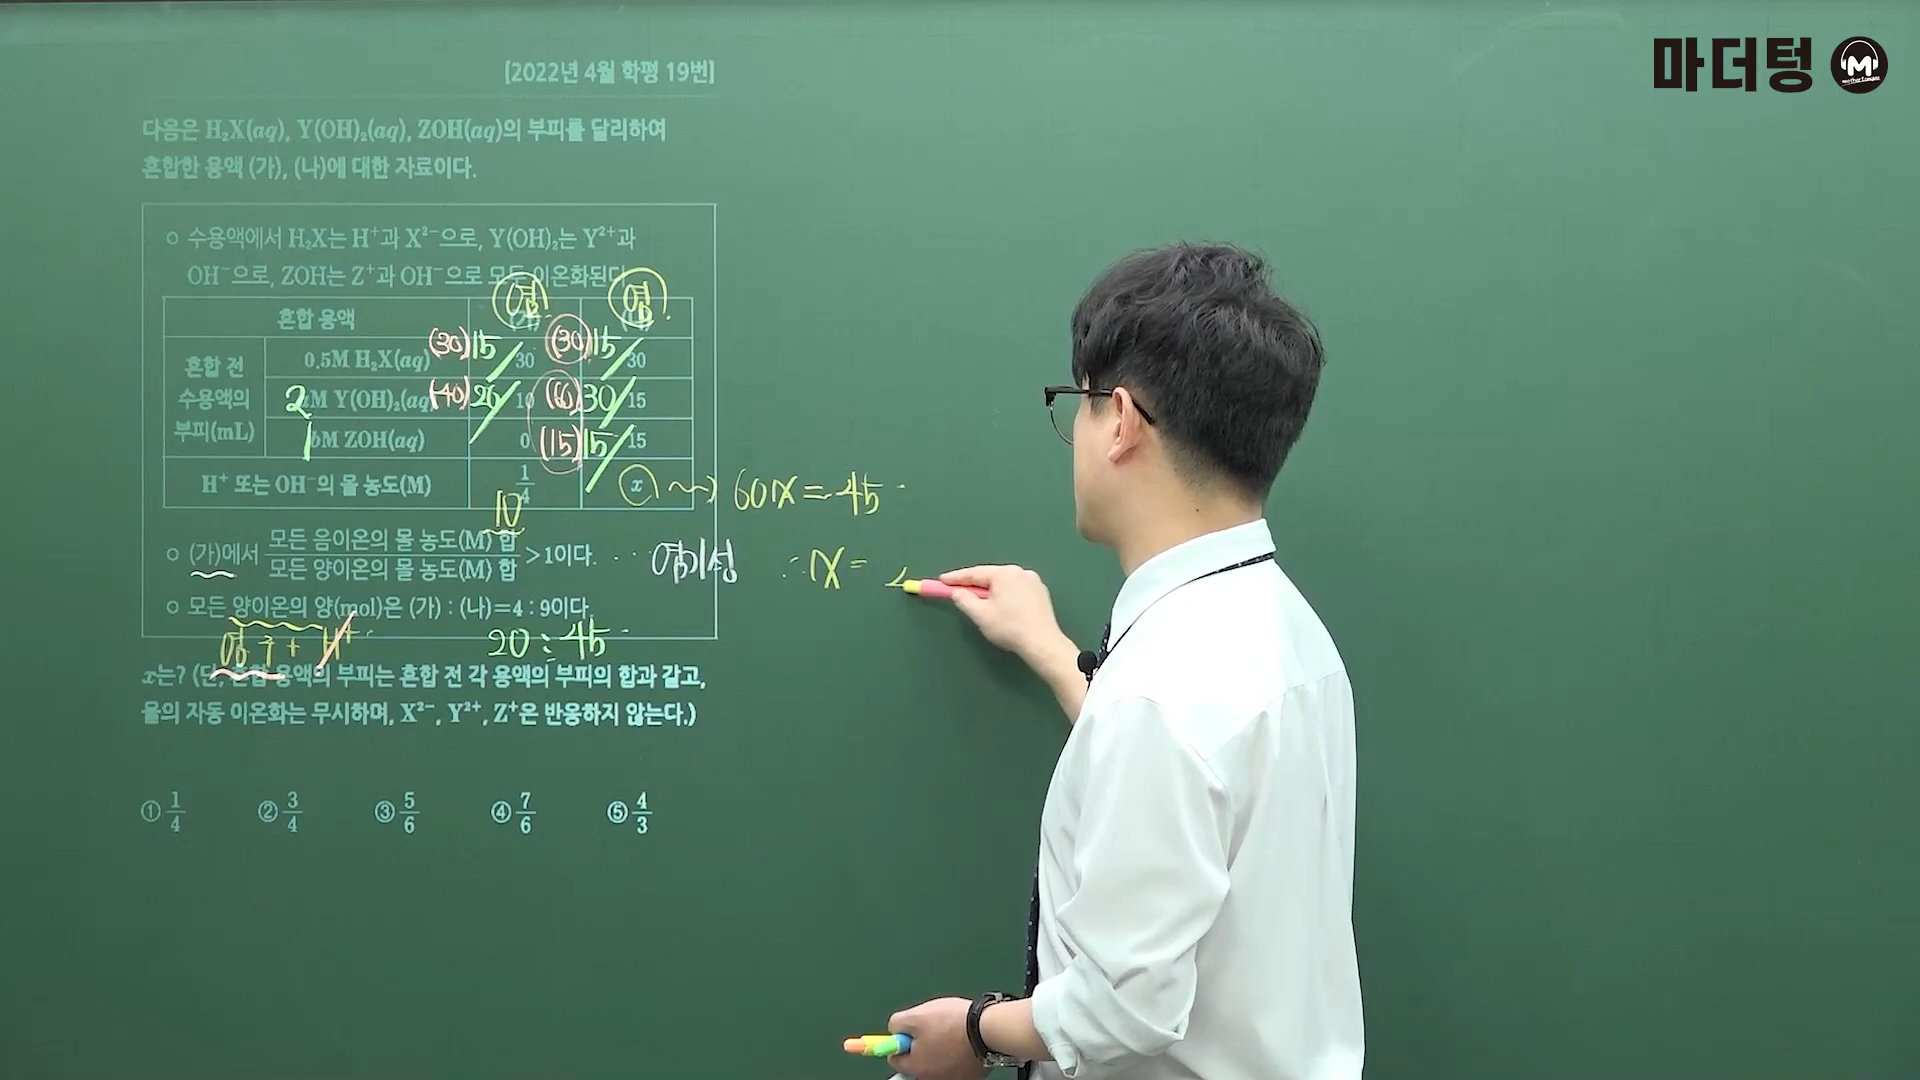 마더텅
[2022년 4월 학평 19번]
다음은 H₂X(aq), Y(OH)₂(aq), ZOH(aq)의 부피를 달리하여
혼합한 용액 (가), (나)에 대한 자료이다.
○ 수용액에서 H₂X는 H⁺과 X²⁻으로, Y(OH)₂는 Y²⁺과
OH⁻으로, ZOH는 Z⁺과 OH⁻으로 모두 이온화된다.
염 염
혼합 용액
혼합 전 수용액의 부피(mL)
0.5M H₂X(aq) (30) 15 30 (30) 15 30
2 M Y(OH)₂(aq) (40) 20 10 (60) 30 15
1 bM ZOH(aq) 0 (15) 15 15
H⁺ 또는 OH⁻의 몰 농도(M) 1/4 x 60x = 45
10
○ (가)에서 모든 음이온의 몰 농도(M) 합 / 모든 양이온의 몰 농도(M) 합 > 1이다. 염기성 ∴ x =
○ 모든 양이온의 양(mol)은 (가) : (나) = 4 : 9이다.
염구 + H⁺ 20 : 45
x는? (단, 혼합 용액의 부피는 혼합 전 각 용액의 부피의 합과 같고,
물의 자동 이온화는 무시하며, X²⁻, Y²⁺, Z⁺은 반응하지 않는다.)
① 1/4 ② 3/4 ③ 5/6 ④ 7/6 ⑤ 4/3